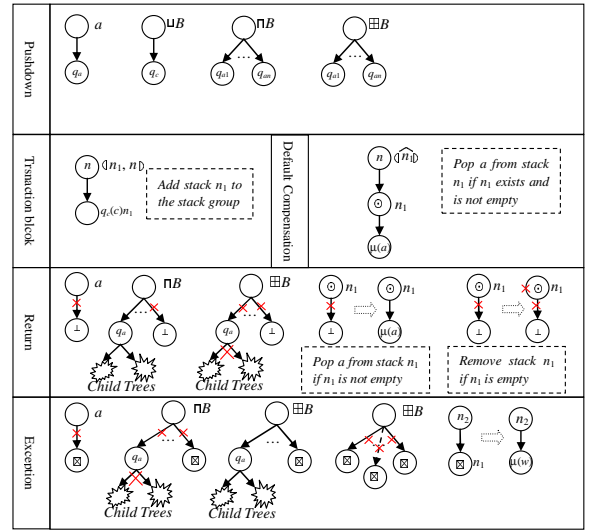 Pushdown
a
⊔B
⊓B
⊞B
q_a
q_c
q_a1
...
q_an
q_a1
...
q_an
Trsnaction blcok
n
⦇n_1, n⦈
q_c(c)n_1
Add stack n_1 to
the stack group
Default Compensation
n
n_1
μ(a)
Pop a from stack
n_1 if n_1 exists and
is not empty
Return
a
⊥
⊓B
q_a
...
⊥
Child Trees
⊞B
q_a
...
⊥
Child Trees
⊙ n_1
⊥
⊙ n_1
μ(a)
Pop a from stack n_1
if n_1 is not empty
⊙ n_1
⊥
⊙ n_1
⊥
Remove stack n_1
if n_1 is empty
Exception
a
⊠
⊓B
q_a
...
⊠
Child Trees
⊞B
q_a
...
⊠
Child Trees
⊞B
⊠
⊠
⊠
n_2
⊠ n_1
n_2
μ(w)